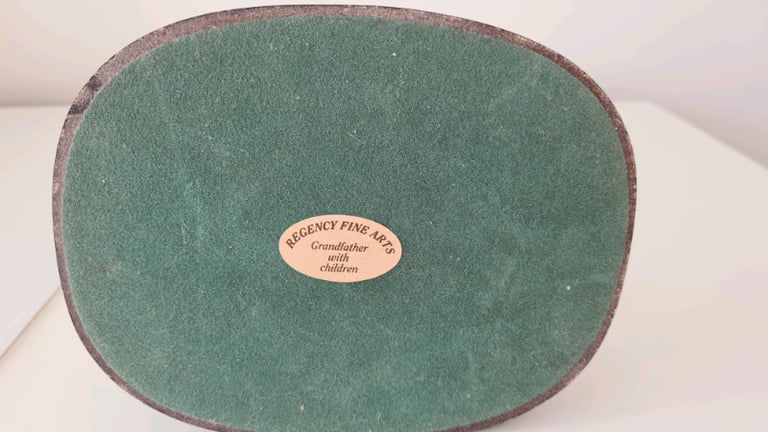 REGENCY FINE ARTS
Grandfather
with
children